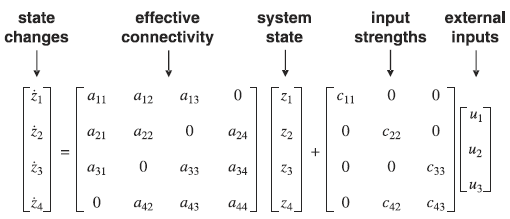 state effective system input external
changes connectivity state strengths inputs
ż1 a11 a12 a13 0 z1 c11 0 0 u1
ż2 = a21 a22 0 a24 z2 + 0 c22 0 u2
ż3 a31 0 a33 a34 z3 0 0 c33 u3
ż4 0 a42 a43 a44 z4 0 c42 c43